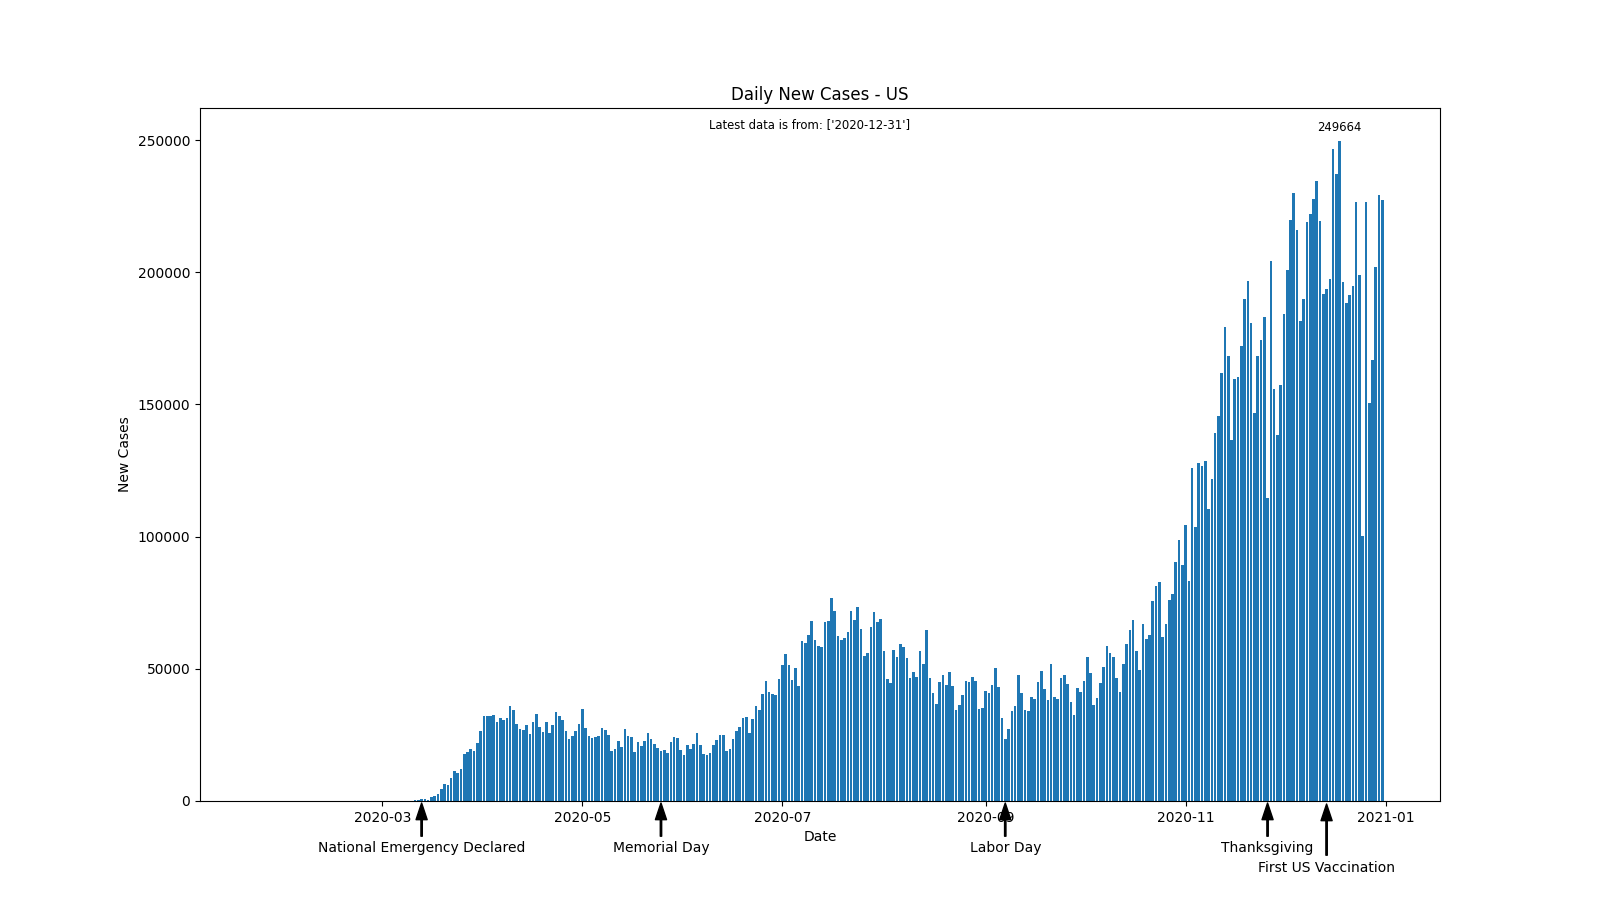 Daily New Cases - US
Latest data is from: ['2020-12-31']
249664
250000
200000
150000
100000
50000
0
New Cases
2020-03
2020-05
2020-07
2020-09
2020-11
2021-01
Date
National Emergency Declared
Memorial Day
Labor Day
Thanksgiving
First US Vaccination